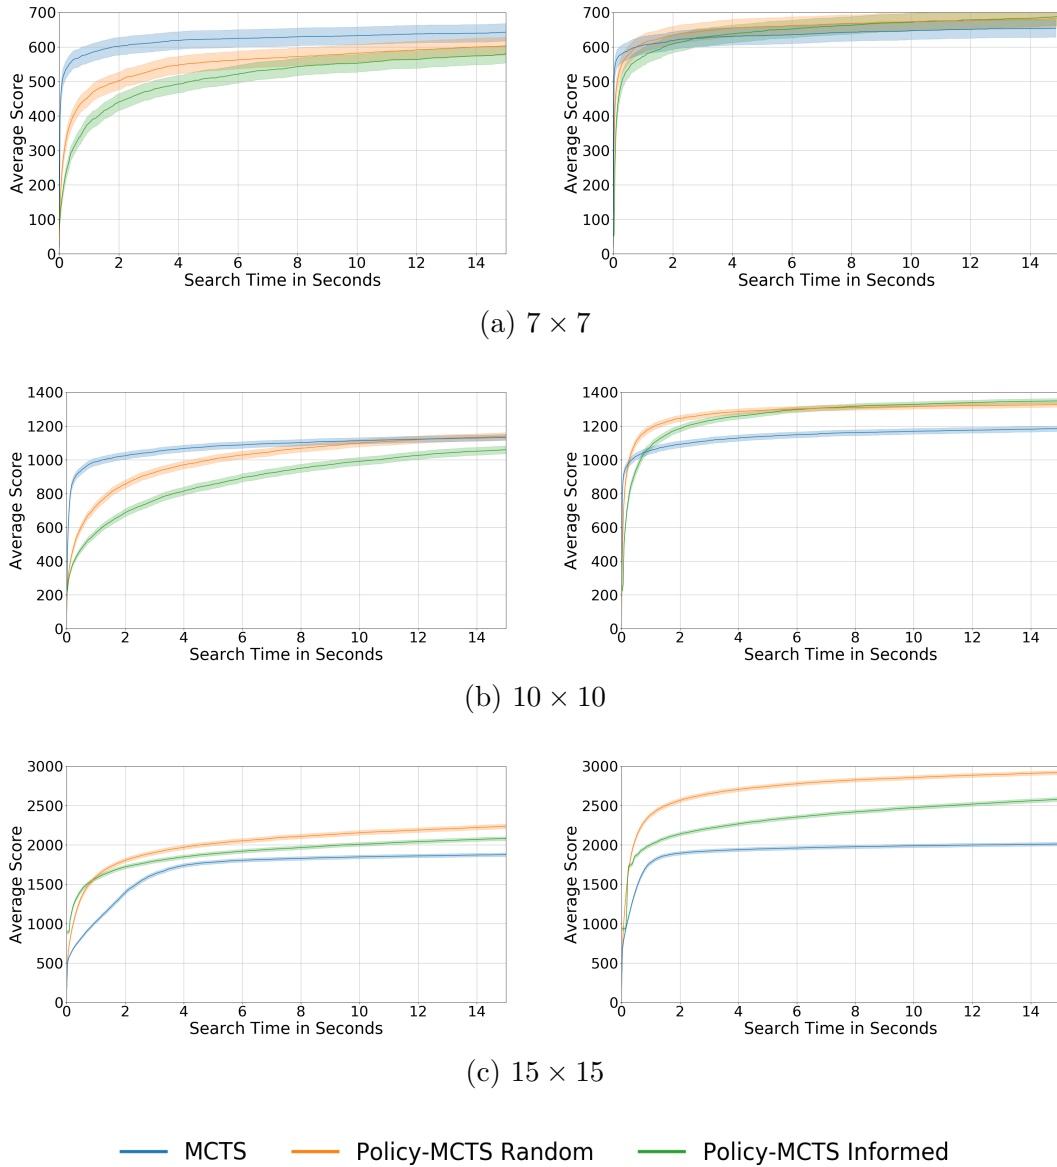 700
600
500
400
300
200
100
0
Average Score
0 2 4 6 8 10 12 14
Search Time in Seconds
700
600
500
400
300
200
100
0
Average Score
0 2 4 6 8 10 12 14
Search Time in Seconds
(a) 7 × 7
1400
1200
1000
800
600
400
200
0
Average Score
0 2 4 6 8 10 12 14
Search Time in Seconds
1400
1200
1000
800
600
400
200
0
Average Score
0 2 4 6 8 10 12 14
Search Time in Seconds
(b) 10 × 10
3000
2500
2000
1500
1000
500
0
Average Score
0 2 4 6 8 10 12 14
Search Time in Seconds
3000
2500
2000
1500
1000
500
0
Average Score
0 2 4 6 8 10 12 14
Search Time in Seconds
(c) 15 × 15
MCTS Policy-MCTS Random Policy-MCTS Informed